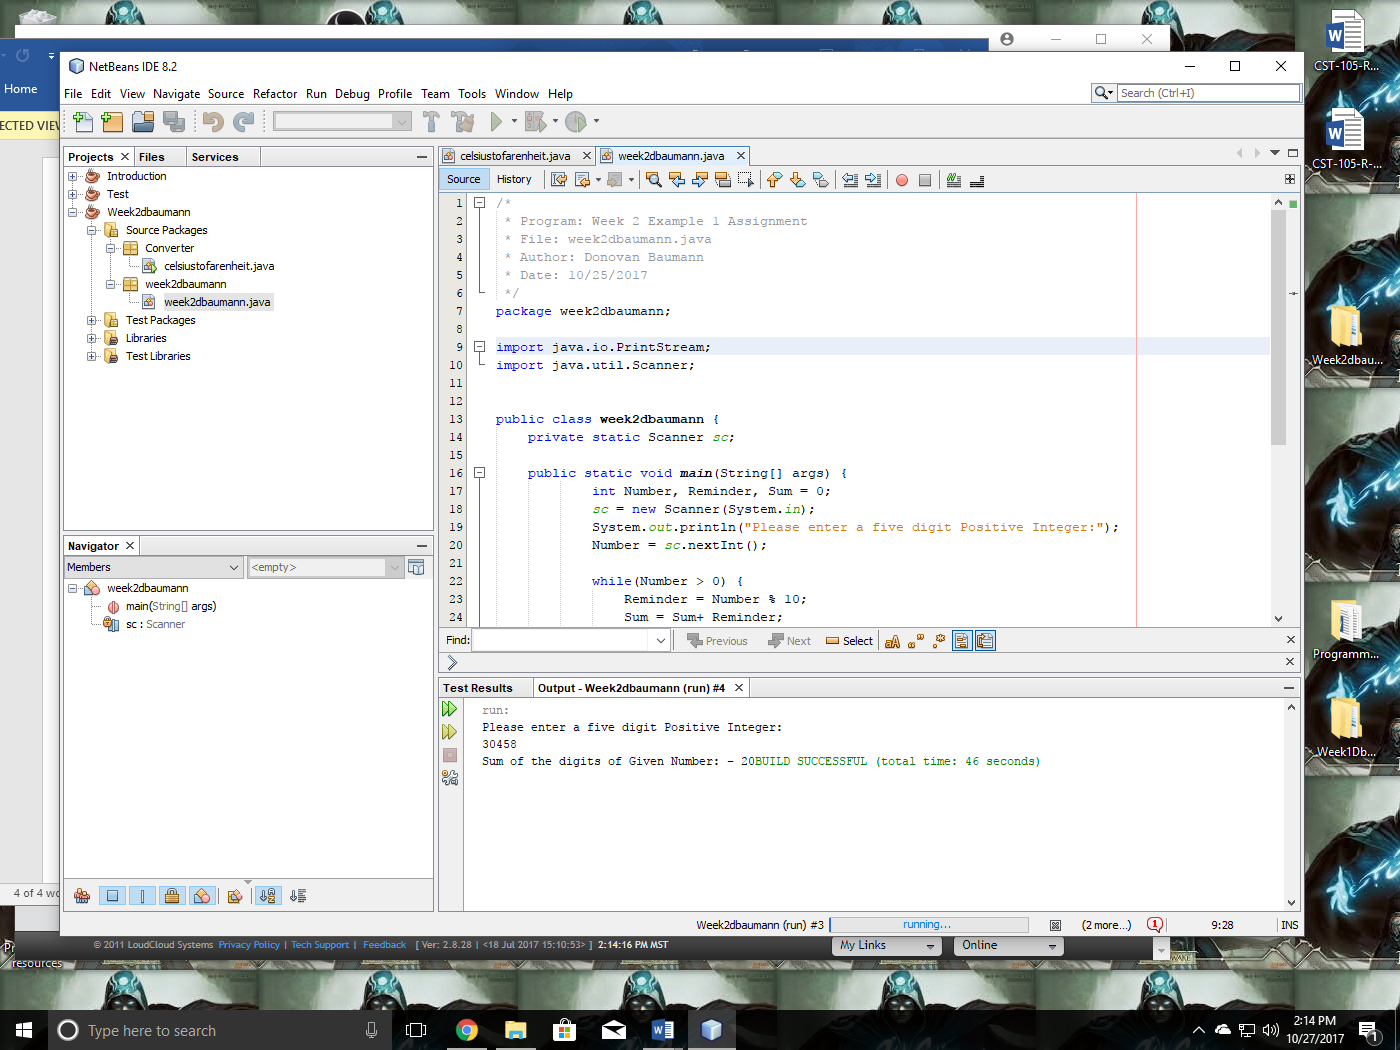 CST-105-R...
CST-105-R-...
Week2dbau...
Programm...
Week1Db...
Home
ECTED VIEW
4 of 4 wo
NetBeans IDE 8.2
File Edit View Navigate Source Refactor Run Debug Profile Team Tools Window Help
Search (Ctrl+I)
Projects Files Services
Introduction
Test
Week2dbaumann
Source Packages
Converter
celsiustofarenheit.java
week2dbaumann
week2dbaumann.java
Test Packages
Libraries
Test Libraries
Navigator
Members <empty>
week2dbaumann
main(String[] args)
sc : Scanner
celsiustofarenheit.java week2dbaumann.java
Source History
1 /*
2 * Program: Week 2 Example 1 Assignment
3 * File: week2dbaumann.java
4 * Author: Donovan Baumann
5 * Date: 10/25/2017
6 */
7 package week2dbaumann;
8
9 import java.io.PrintStream;
10 import java.util.Scanner;
11
12
13 public class week2dbaumann {
14 private static Scanner sc;
15
16 public static void main(String[] args) {
17 int Number, Reminder, Sum = 0;
18 sc = new Scanner(System.in);
19 System.out.println("Please enter a five digit Positive Integer:");
20 Number = sc.nextInt();
21
22 while(Number > 0) {
23 Reminder = Number % 10;
24 Sum = Sum+ Reminder;
Find: Previous Next Select
Test Results Output - Week2dbaumann (run) #4
run:
Please enter a five digit Positive Integer:
30458
Sum of the digits of Given Number: - 20BUILD SUCCESSFUL (total time: 46 seconds)
Week2dbaumann (run) #3 running... (2 more...) 1 9:28 INS
© 2011 LoudCloud Systems Privacy Policy | Tech Support | Feedback [ Ver: 2.8.28 | <18 Jul 2017 15:10:53> ] 2:14:16 PM MST
My Links Online
resources
Type here to search
2:14 PM
10/27/2017
1